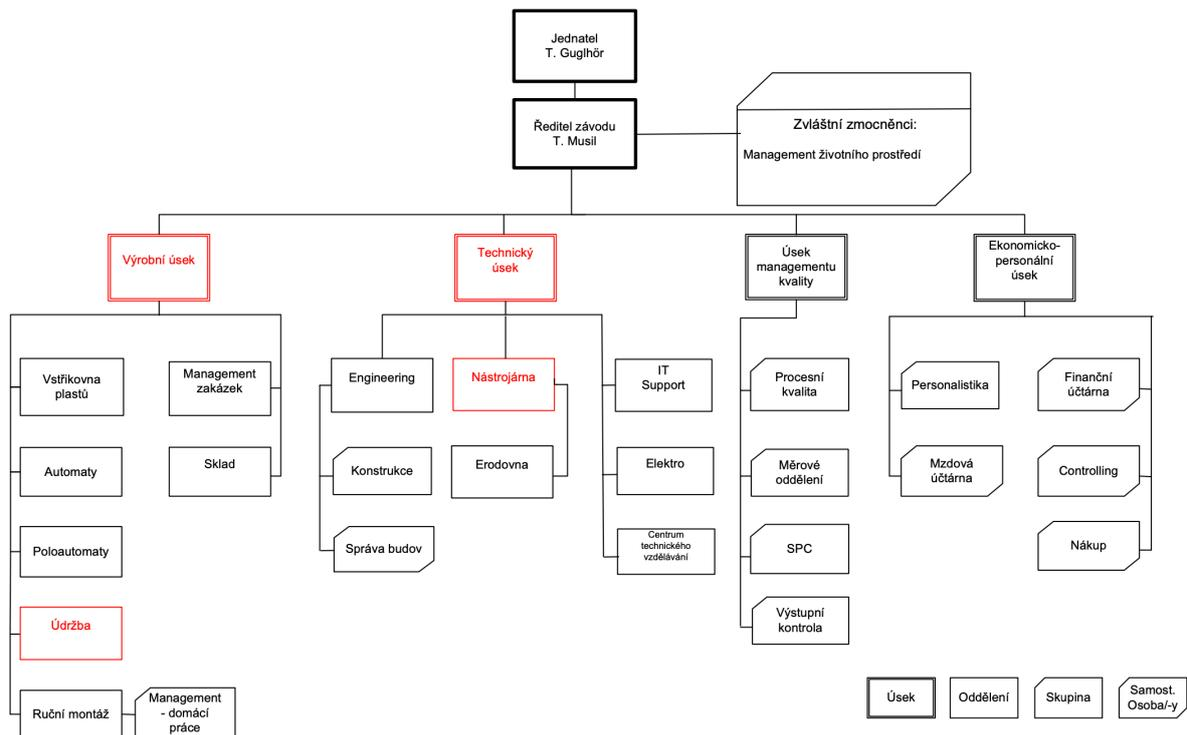 Jednatel
T. Guglhör
Ředitel závodu
T. Musil
Zvláštní zmocněnci:
Management životního prostředí
Výrobní úsek
Technický
úsek
Úsek
managementu
kvality
Ekonomicko-
personální
úsek
Vstřikovna
plastů
Management
zakázek
Engineering
Nástrojárna
IT
Support
Procesní
kvalita
Personalistika
Finanční
účtárna
Automaty
Sklad
Konstrukce
Erodovna
Elektro
Měrové
oddělení
Mzdová
účtárna
Controlling
Poloautomaty
Správa budov
Centrum
technického
vzdělávání
SPC
Nákup
Údržba
Výstupní
kontrola
Ruční montáž
Management
- domácí
práce
Úsek
Oddělení
Skupina
Samost.
Osoba/-y